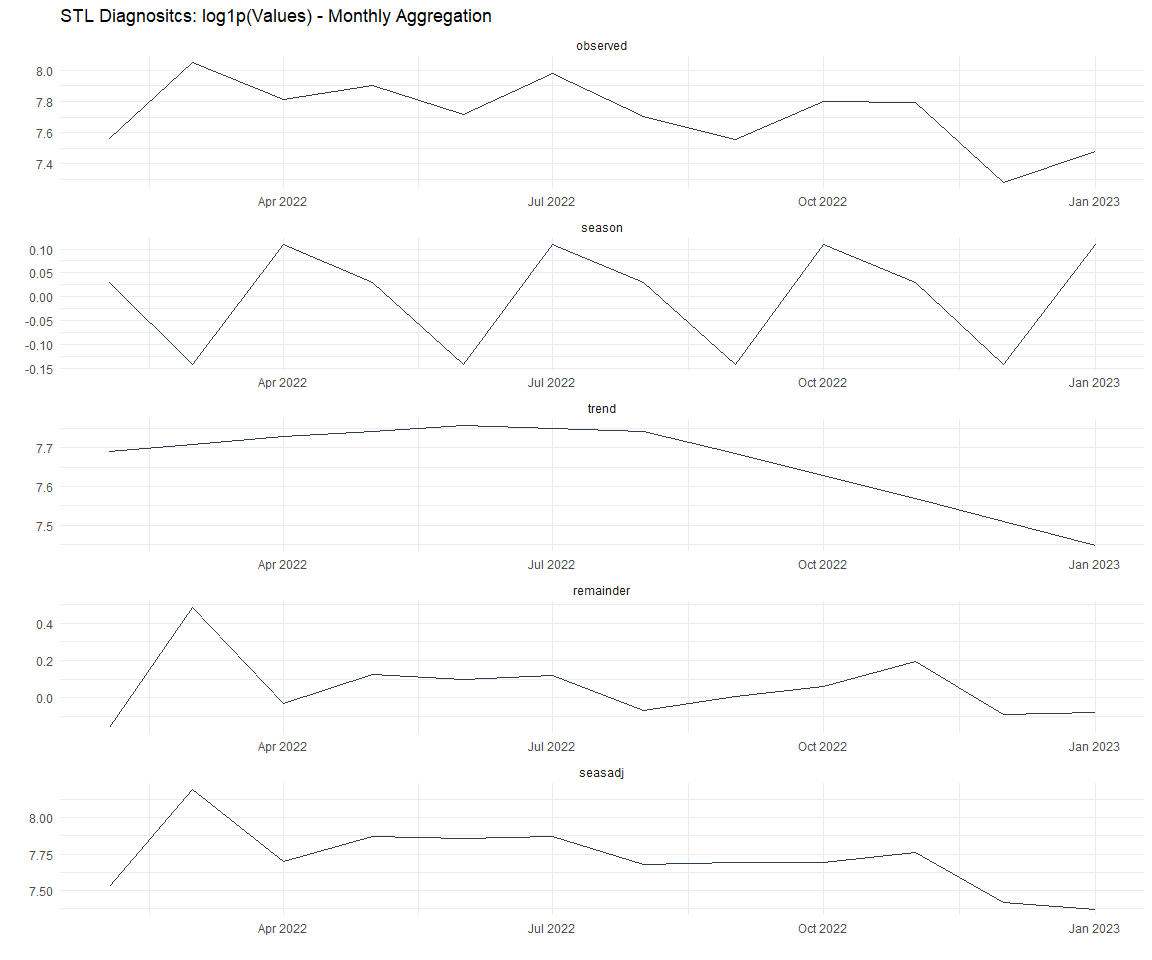 STL Diagnositcs: log1p(Values) - Monthly Aggregation
observed
8.0
7.8
7.6
7.4
Apr 2022 Jul 2022 Oct 2022 Jan 2023
season
0.10
0.05
0.00
-0.05
-0.10
-0.15
Apr 2022 Jul 2022 Oct 2022 Jan 2023
trend
7.7
7.6
7.5
Apr 2022 Jul 2022 Oct 2022 Jan 2023
remainder
0.4
0.2
0.0
Apr 2022 Jul 2022 Oct 2022 Jan 2023
seasadj
8.00
7.75
7.50
Apr 2022 Jul 2022 Oct 2022 Jan 2023